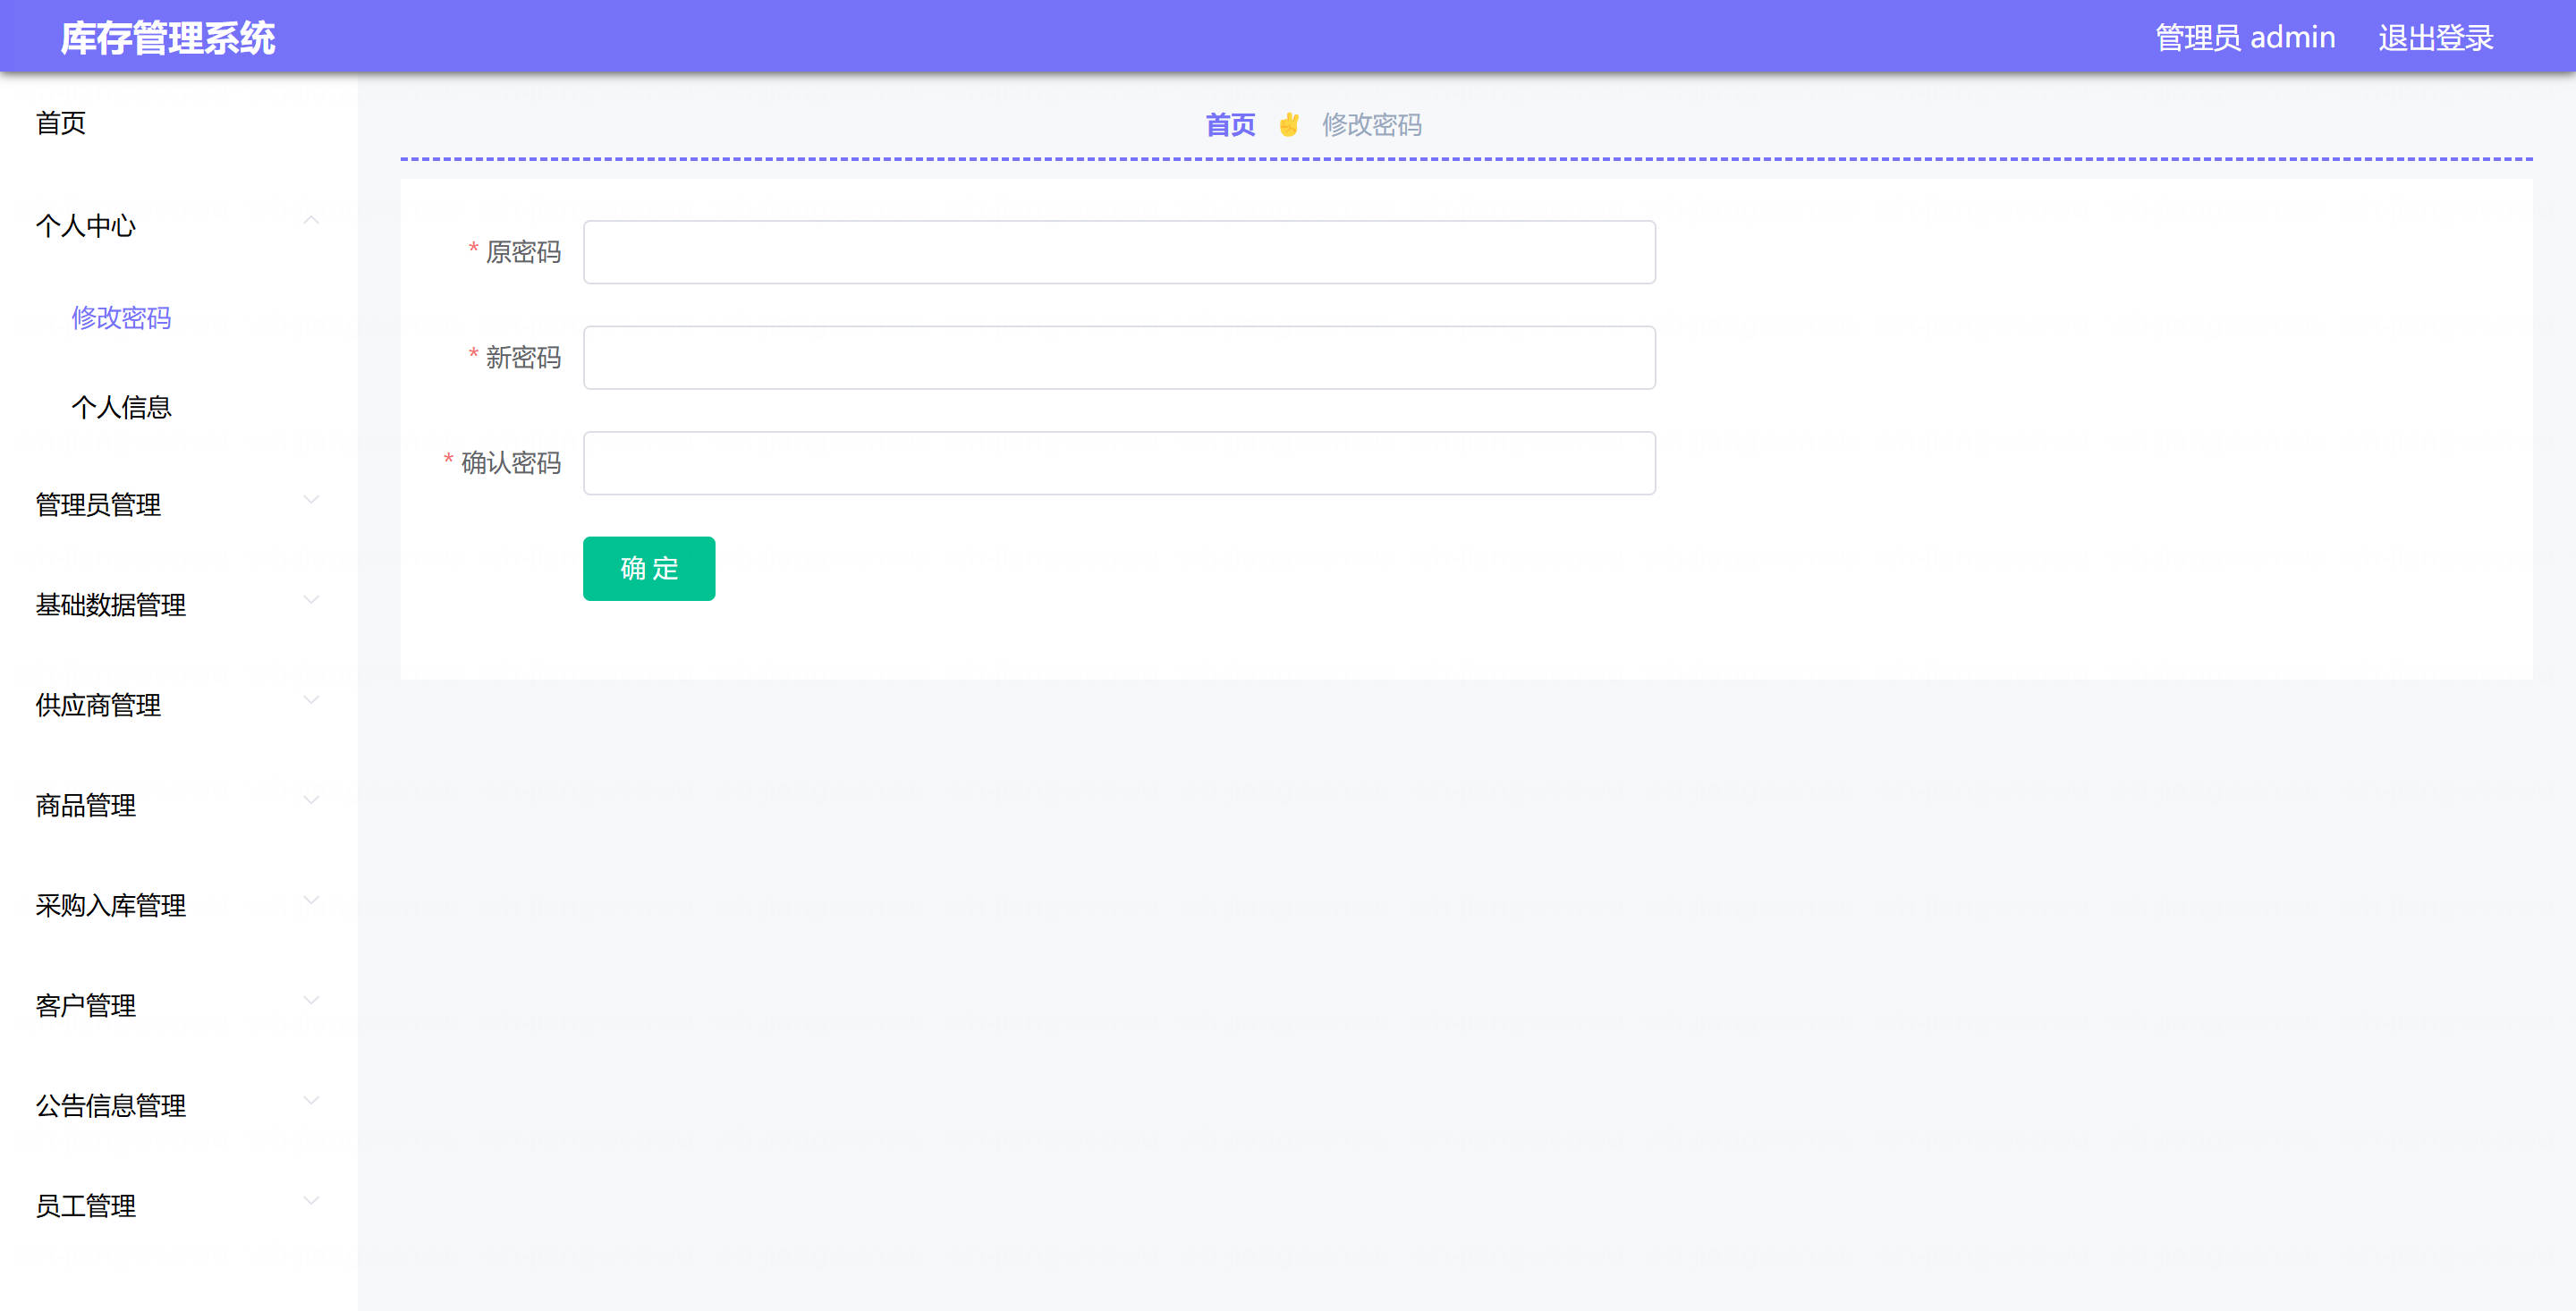 库存管理系统
管理员 admin 退出登录
首页
个人中心
修改密码
个人信息
管理员管理
基础数据管理
供应商管理
商品管理
采购入库管理
客户管理
公告信息管理
员工管理
首页 ✌ 修改密码
* 原密码
* 新密码
* 确认密码
确 定